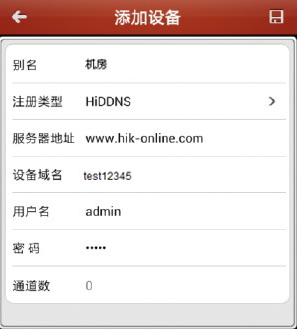 添加设备
别名 机房
注册类型 HiDDNS
服务器地址 www.hik-online.com
设备域名 test12345
用户名 admin
密 码 •••••
通道数 0